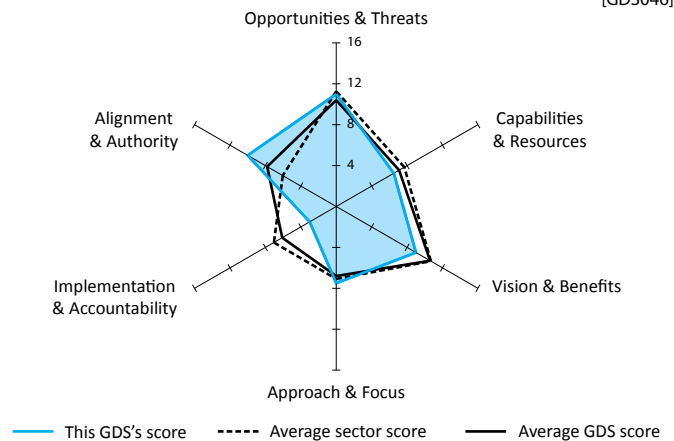 Opportunities & Threats
16
12
8
4
Alignment
& Authority
Capabilities
& Resources
Implementation
& Accountability
Vision & Benefits
Approach & Focus
This GDS's score
Average sector score
Average GDS score